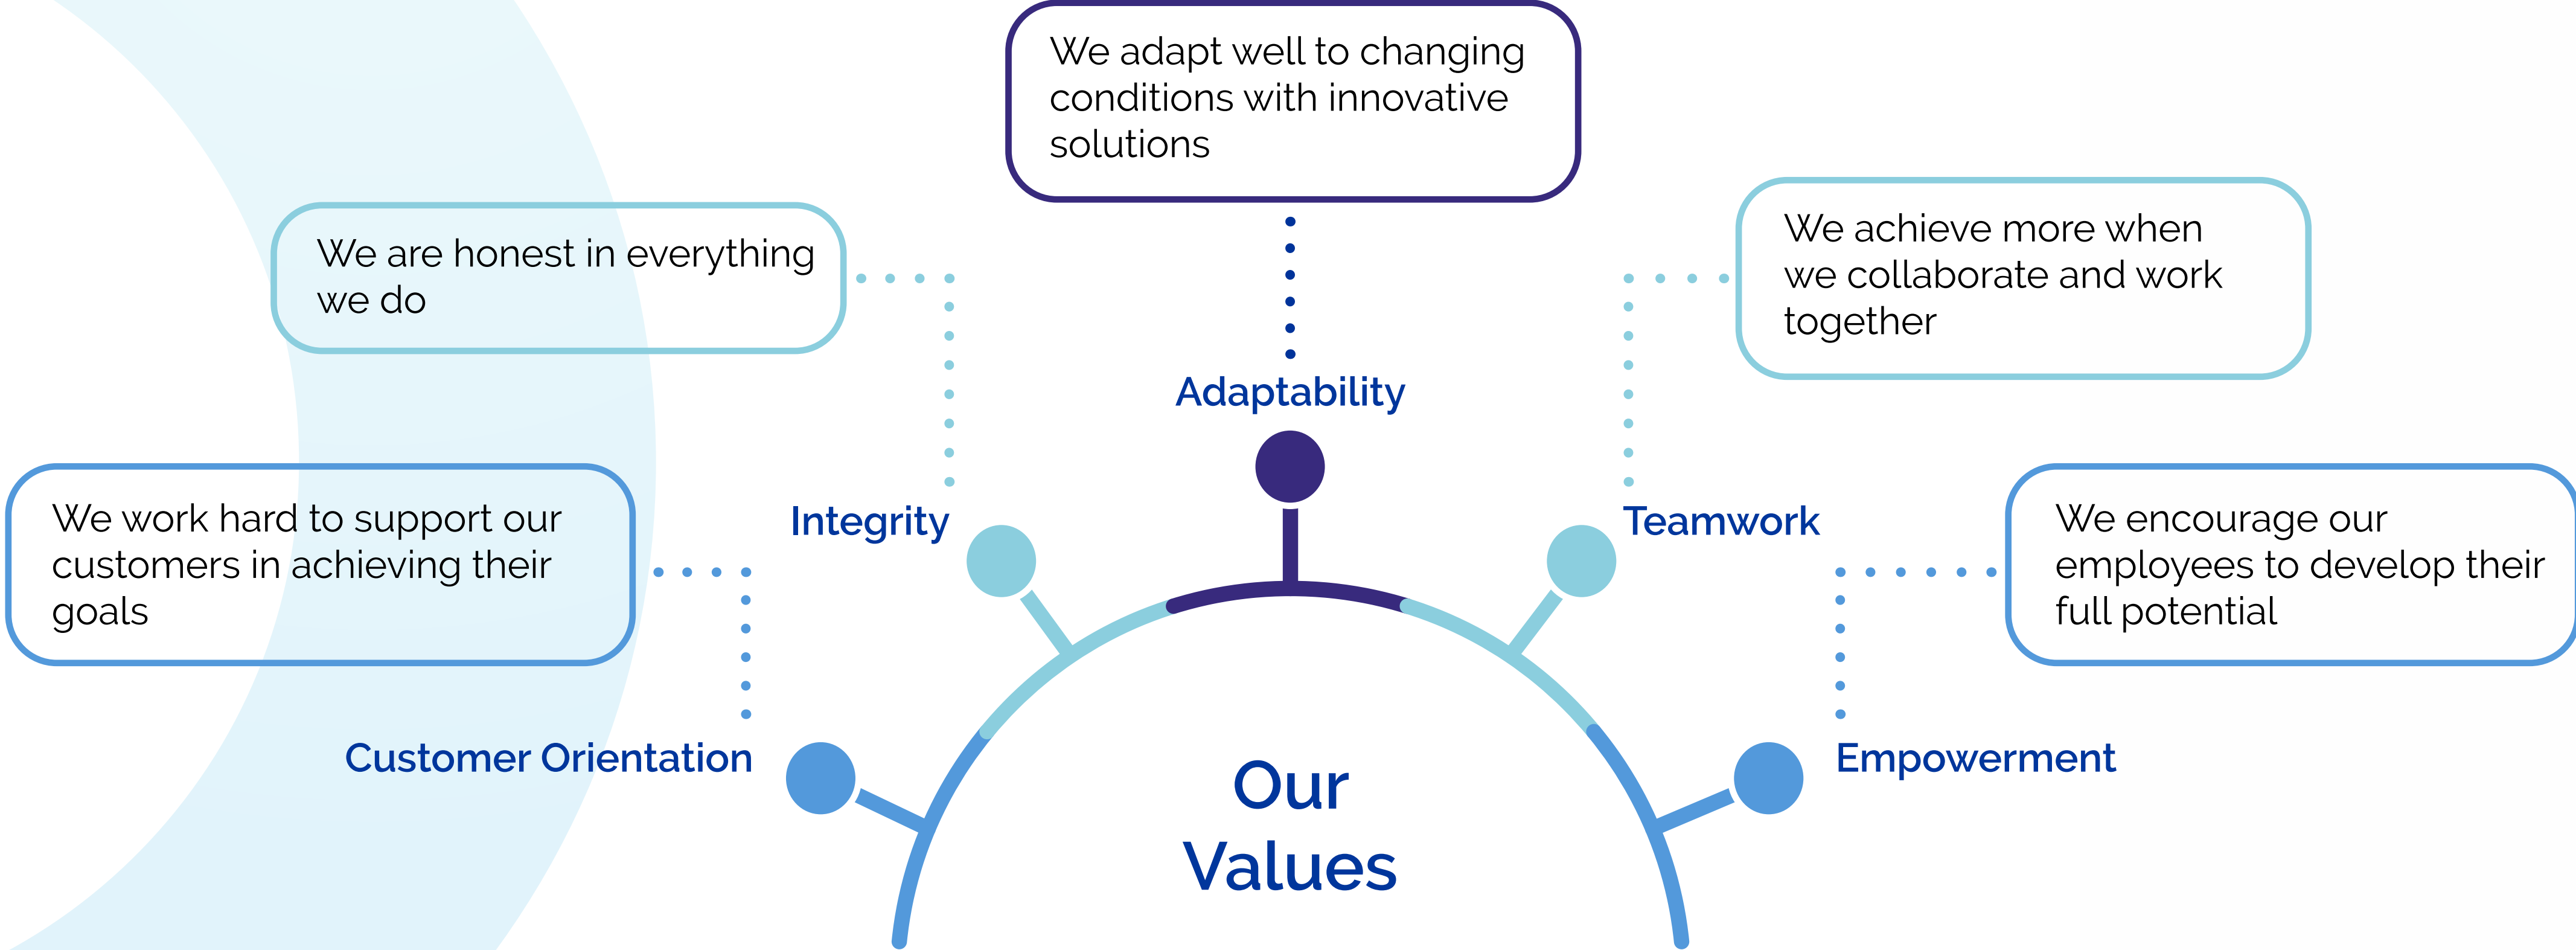 We adapt well to changing
conditions with innovative
solutions
We are honest in everything
we do
We achieve more when
we collaborate and work
together
Adaptability
Integrity
Teamwork
We work hard to support our
customers in achieving their
goals
We encourage our
employees to develop their
full potential
Customer Orientation
Empowerment
Our
Values